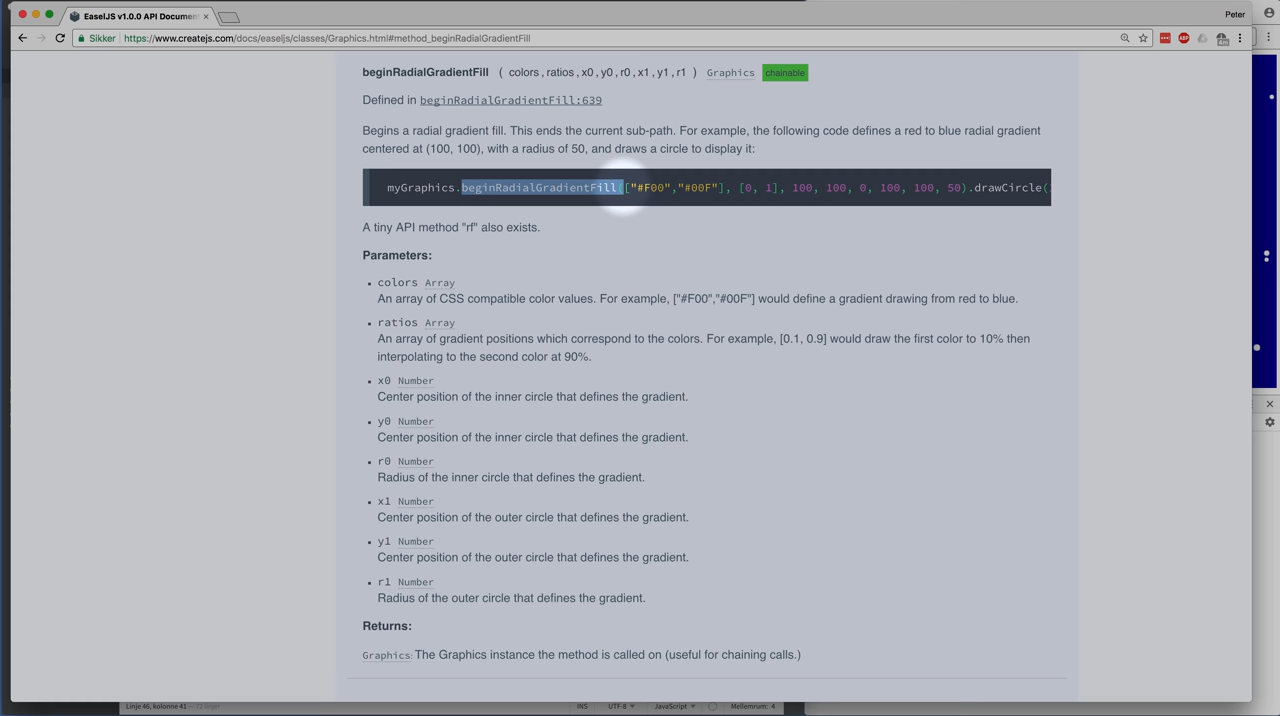 EaselJS v1.0.0 API Documen
Peter
Sikker
https://www.createjs.com/docs/easeljs/classes/Graphics.html#method_beginRadialGradientFill
ABP
beginRadialGradientFill ( colors , ratios , x0 , y0 , r0 , x1 , y1 , r1 ) Graphics chainable
Defined in beginRadialGradientFill:639
Begins a radial gradient fill. This ends the current sub-path. For example, the following code defines a red to blue radial gradient
centered at (100, 100), with a radius of 50, and draws a circle to display it:
myGraphics.beginRadialGradientFill(["#F00","#00F"], [0, 1], 100, 100, 0, 100, 100, 50).drawCircle(
A tiny API method "rf" also exists.
Parameters:
colors Array
An array of CSS compatible color values. For example, ["#F00","#00F"] would define a gradient drawing from red to blue.
ratios Array
An array of gradient positions which correspond to the colors. For example, [0.1, 0.9] would draw the first color to 10% then
interpolating to the second color at 90%.
x0 Number
Center position of the inner circle that defines the gradient.
y0 Number
Center position of the inner circle that defines the gradient.
r0 Number
Radius of the inner circle that defines the gradient.
x1 Number
Center position of the outer circle that defines the gradient.
y1 Number
Center position of the outer circle that defines the gradient.
r1 Number
Radius of the outer circle that defines the gradient.
Returns:
Graphics: The Graphics instance the method is called on (useful for chaining calls.)
Linje 46, kolonne 41 — 72 linjer
INS
UTF-8
JavaScript
Mellemrum: 4